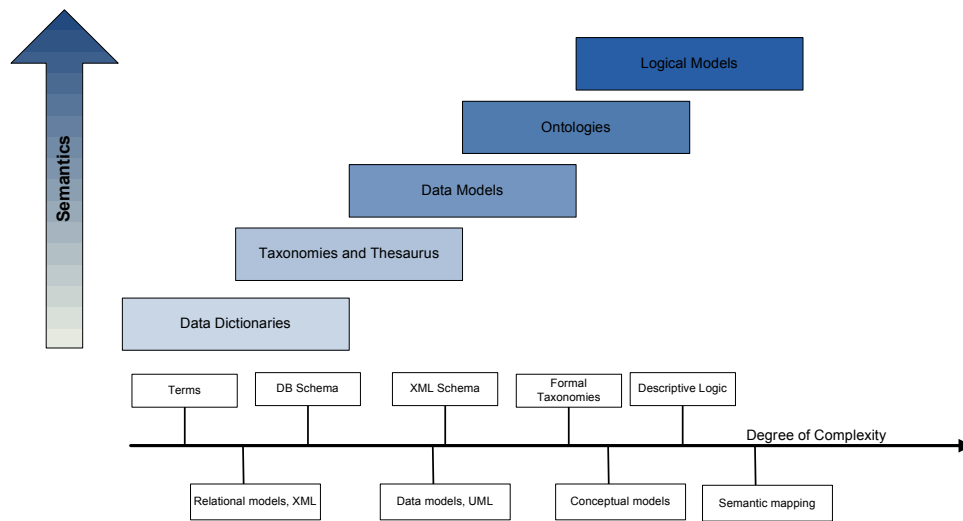 Logical Models
Ontologies
Semantics
Data Models
Taxonomies and Thesaurus
Data Dictionaries
Terms
DB Schema
XML Schema
Formal
Taxonomies
Descriptive Logic
Degree of Complexity
Relational models, XML
Data models, UML
Conceptual models
Semantic mapping